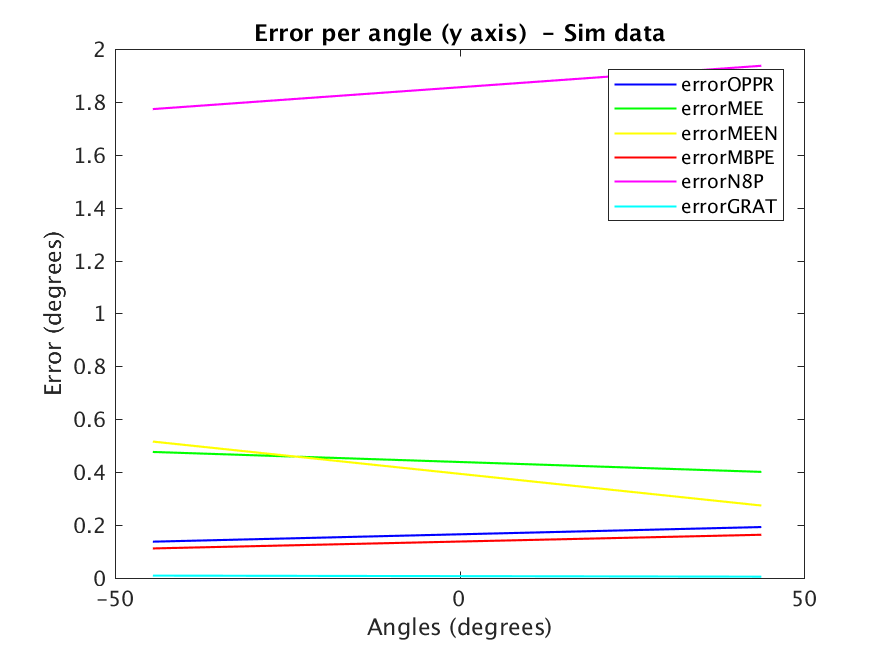 Error per angle (y axis)  - Sim data
2
1.8
1.6
1.4
1.2
1
0.8
0.6
0.4
0.2
0
Error (degrees)
errorOPPR
errorMEE
errorMEEN
errorMBPE
errorN8P
errorGRAT
-50
0
50
Angles (degrees)